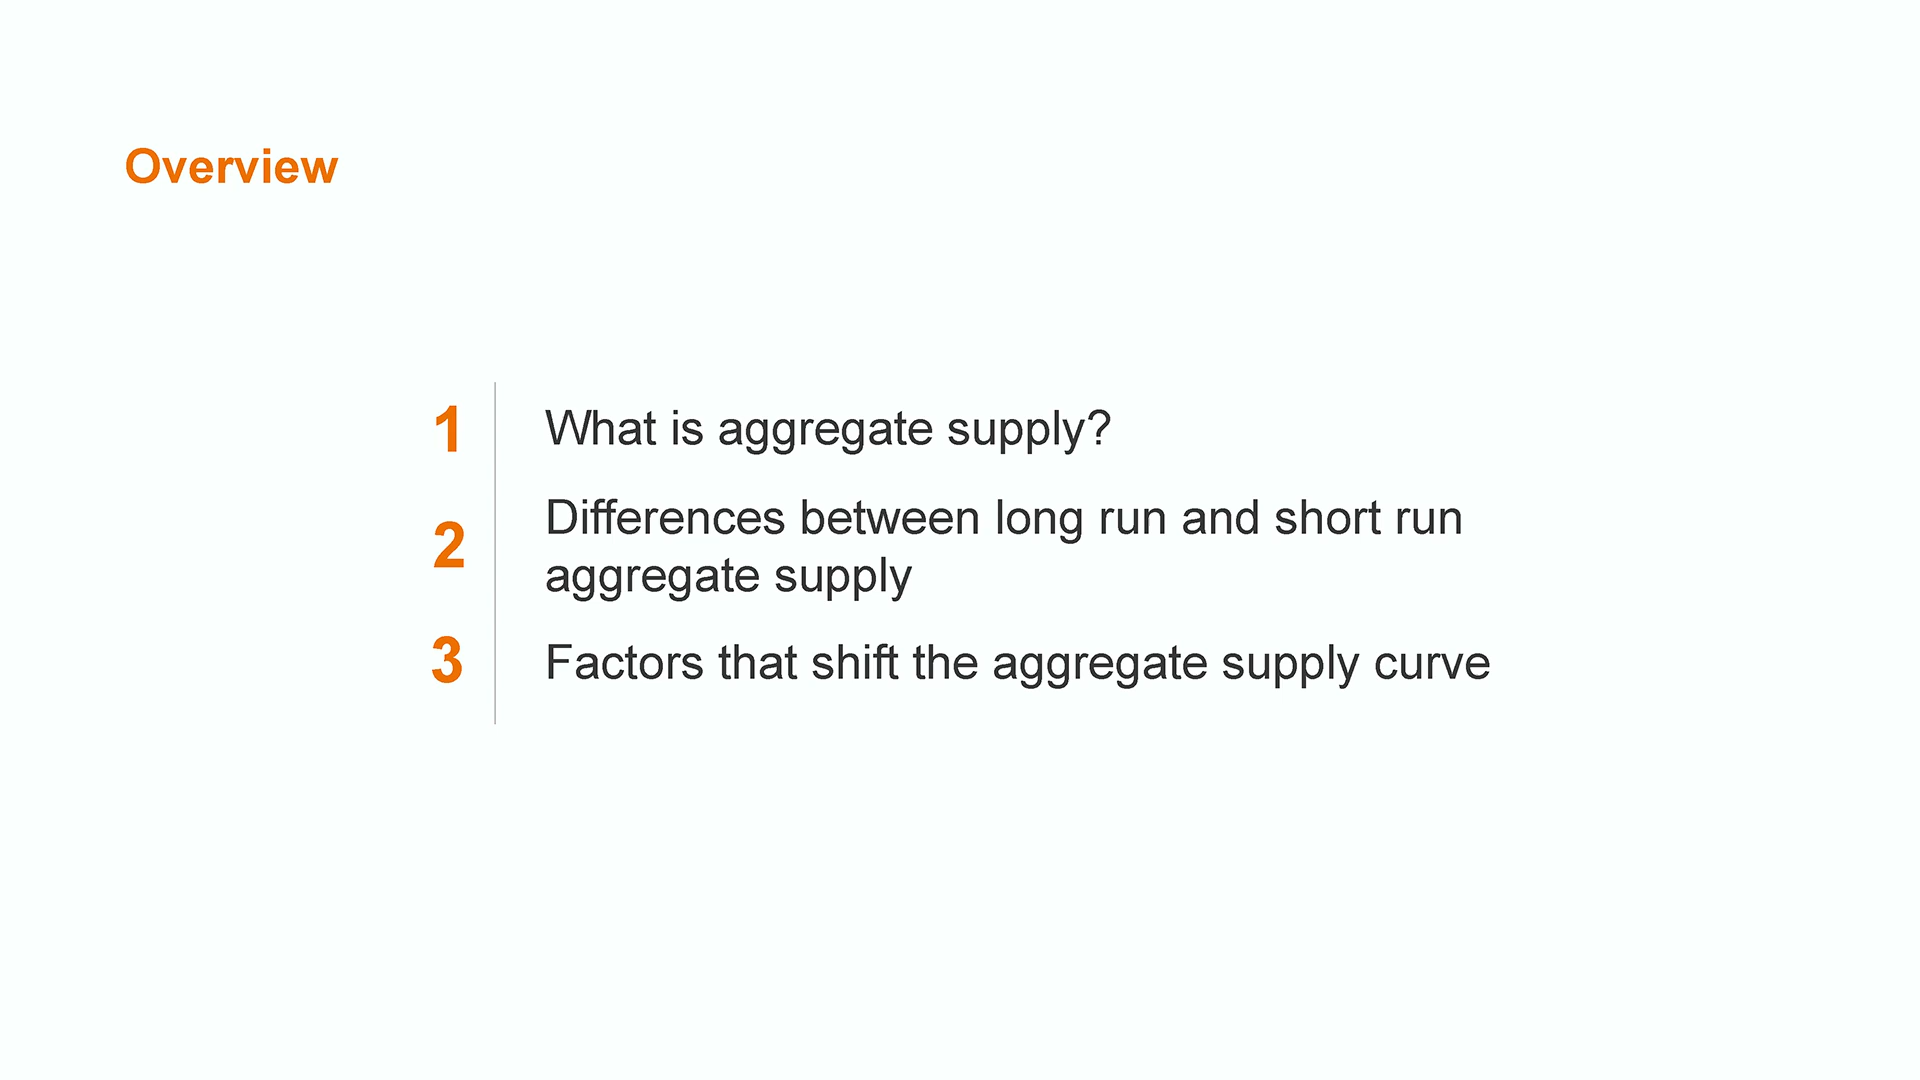 Overview
1 What is aggregate supply?
2 Differences between long run and short run
aggregate supply
3 Factors that shift the aggregate supply curve